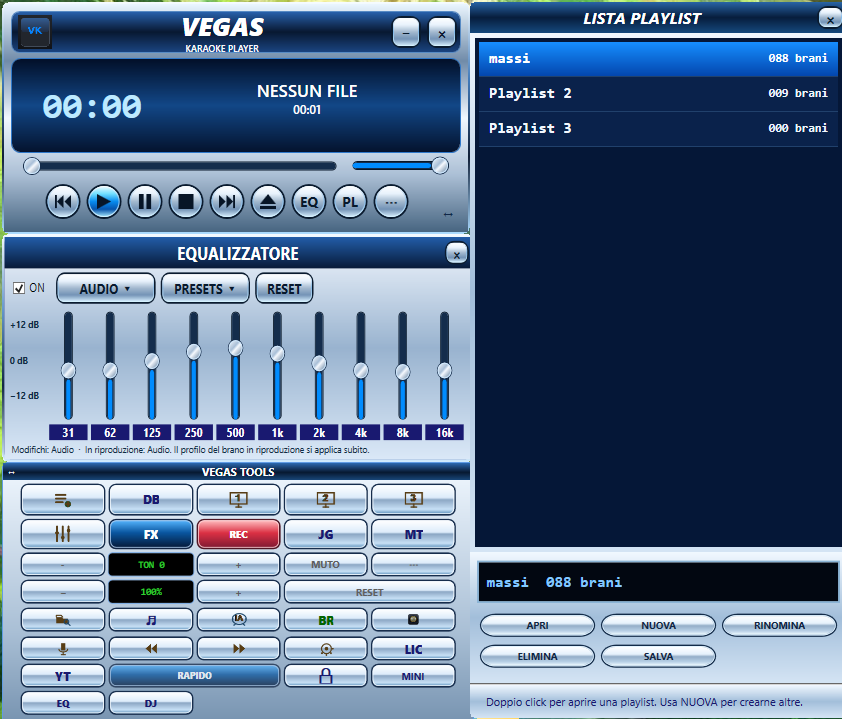 VK
VEGAS
KARAOKE PLAYER
00:00
NESSUN FILE
00:01
EQ
PL
...
EQUALIZZATORE
ON
AUDIO
PRESETS
RESET
+12 dB
0 dB
−12 dB
31 62 125 250 500 1k 2k 4k 8k 16k
Modifichi: Audio · In riproduzione: Audio. Il profilo del brano in riproduzione si applica subito.
VEGAS TOOLS
DB 1 2 3
FX REC JG MT
- TON 0 + MUTO ...
− 100% + RESET
IA BR
LIC
YT RAPIDO MINI
EQ DJ
LISTA PLAYLIST
massi 088 brani
Playlist 2 009 brani
Playlist 3 000 brani
massi 088 brani
APRI NUOVA RINOMINA
ELIMINA SALVA
Doppio click per aprire una playlist. Usa NUOVA per crearne altre.